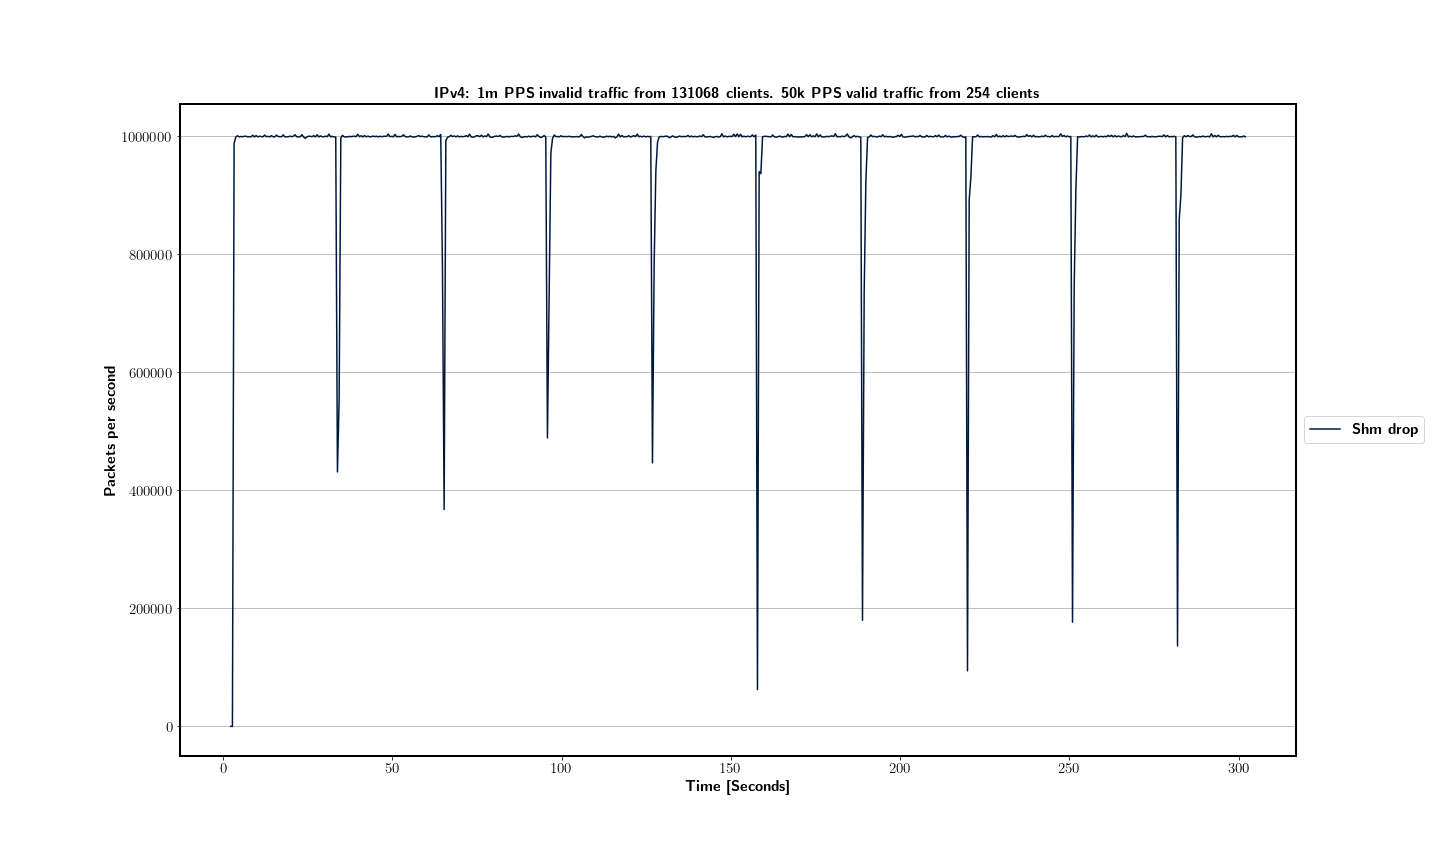 IPv4: 1m PPS invalid traffic from 131068 clients. 50k PPS valid traffic from 254 clients
1000000
800000
600000
400000
200000
0
Packets per second
0 50 100 150 200 250 300
Time [Seconds]
Shm drop